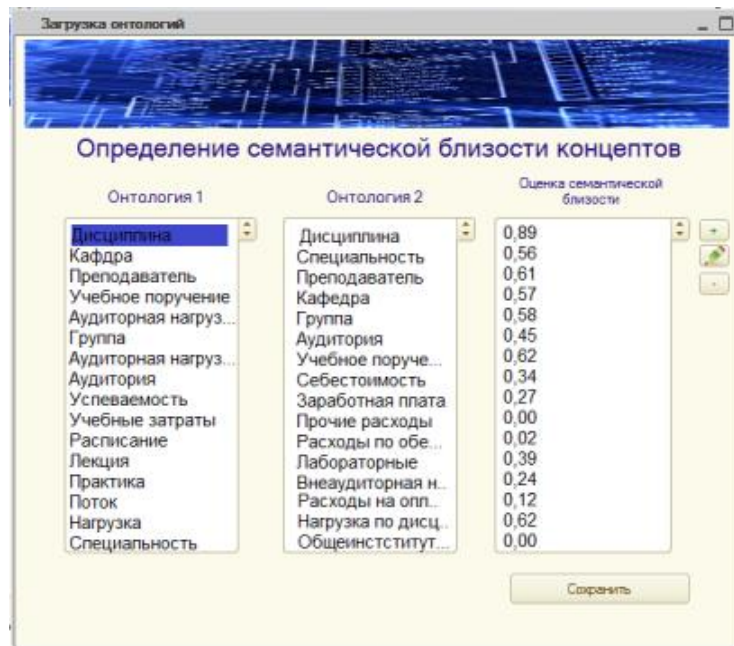 Загрузка онтологий
Определение семантической близости концептов
Онтология 1
Дисциплина
Кафдра
Преподаватель
Учебное поручение
Аудиторная нагруз...
Группа
Аудиторная нагруз...
Аудитория
Успеваемость
Учебные затраты
Расписание
Лекция
Практика
Поток
Нагрузка
Специальность
Онтология 2
Дисциплина
Специальность
Преподаватель
Кафедра
Группа
Аудитория
Учебное поруче...
Себестоимость
Заработная плата
Прочие расходы
Расходы по обе...
Лабораторные
Внеаудиторная н..
Расходы на опл..
Нагрузка по дисц..
Общеинстститут...
Оценка семантической
близости
0,89
0,56
0,61
0,57
0,58
0,45
0,62
0,34
0,27
0,00
0,02
0,39
0,24
0,12
0,62
0,00
+
-
Сохранить